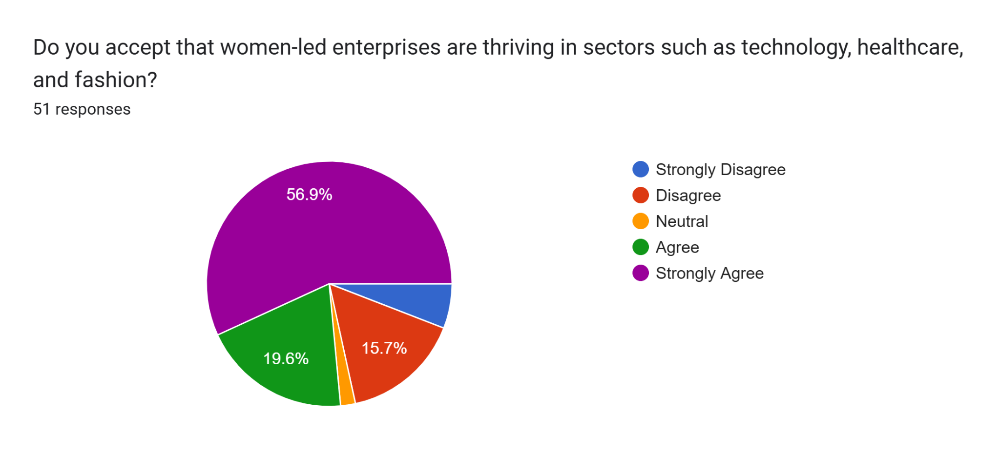 Do you accept that women-led enterprises are thriving in sectors such as technology, healthcare,
and fashion?
51 responses
56.9%
19.6%
15.7%
Strongly Disagree
Disagree
Neutral
Agree
Strongly Agree